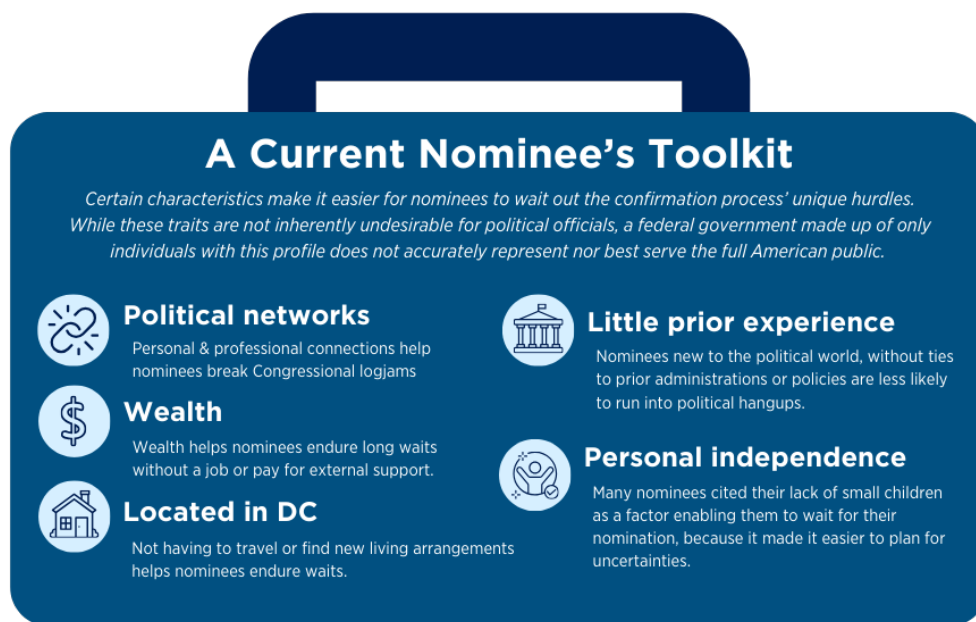 A Current Nominee's Toolkit
Certain characteristics make it easier for nominees to wait out the confirmation process' unique hurdles.
While these traits are not inherently undesirable for political officials, a federal government made up of only
individuals with this profile does not accurately represent nor best serve the full American public.
Political networks
Personal & professional connections help
nominees break Congressional logjams
Wealth
Wealth helps nominees endure long waits
without a job or pay for external support.
Located in DC
Not having to travel or find new living arrangements
helps nominees endure waits.
Little prior experience
Nominees new to the political world, without ties
to prior administrations or policies are less likely
to run into political hangups.
Personal independence
Many nominees cited their lack of small children
as a factor enabling them to wait for their
nomination, because it made it easier to plan for
uncertainties.